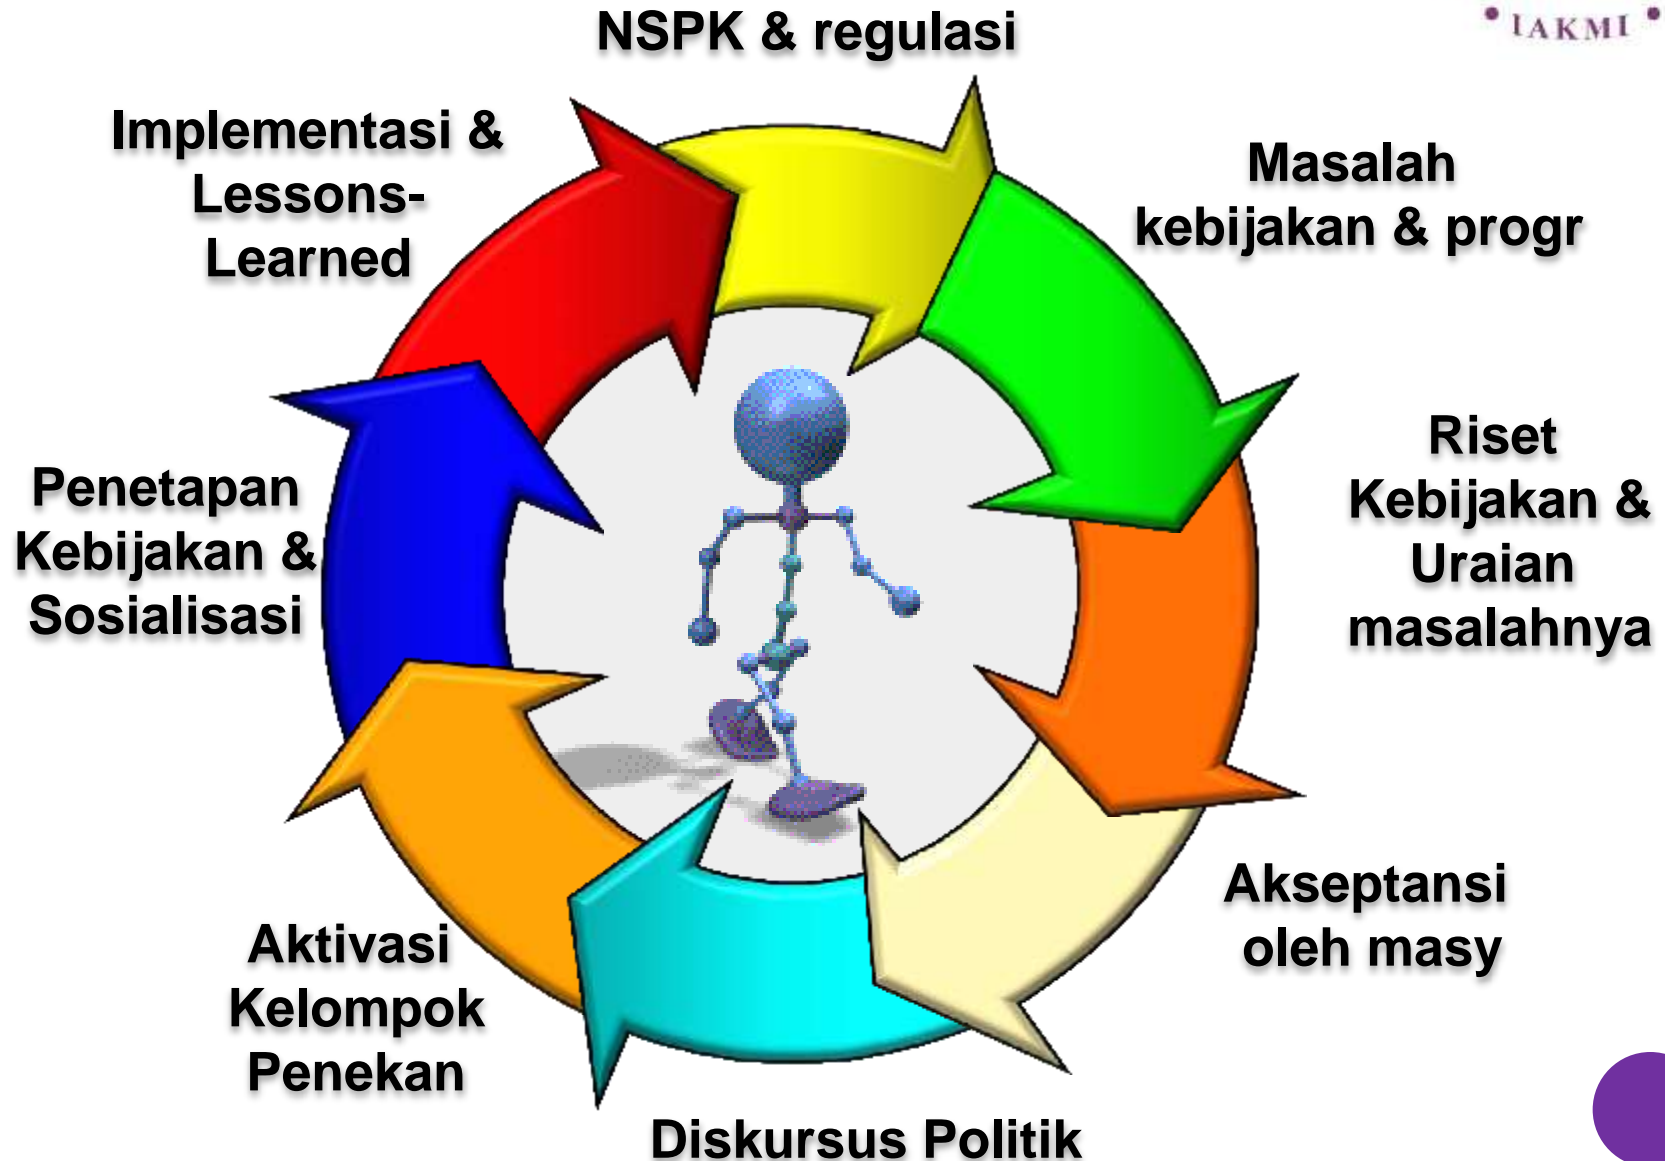 NSPK & regulasi
IAKMI
Masalah
kebijakan & progr
Riset
Kebijakan &
Uraian
masalahnya
Akseptansi
oleh masy
Diskursus Politik
Aktivasi
Kelompok
Penekan
Penetapan
Kebijakan &
Sosialisasi
Implementasi &
Lessons-
Learned